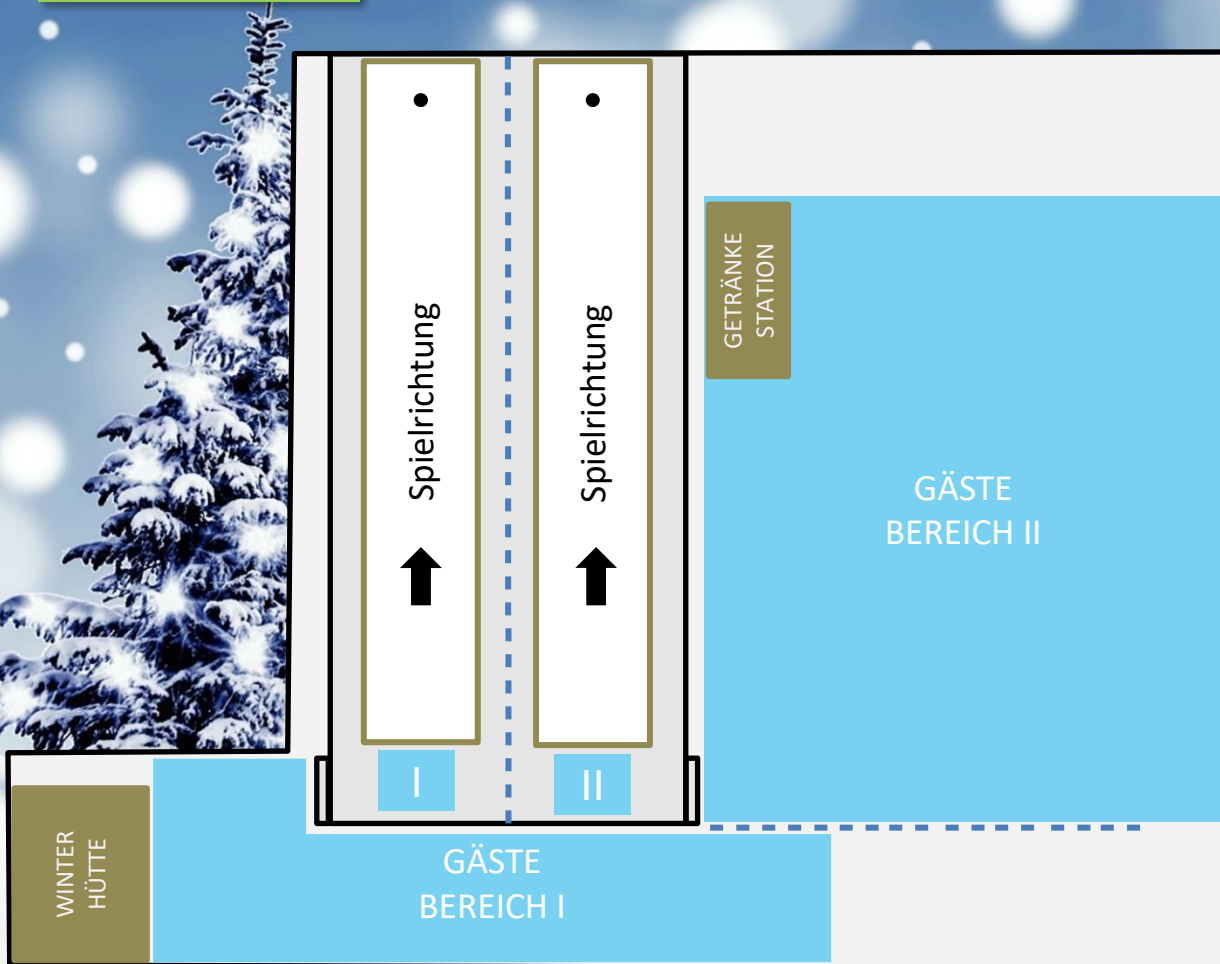 Spielrichtung
Spielrichtung
GETRÄNKE
STATION
GÄSTE
BEREICH II
I
II
WINTER
HÜTTE
GÄSTE
BEREICH I